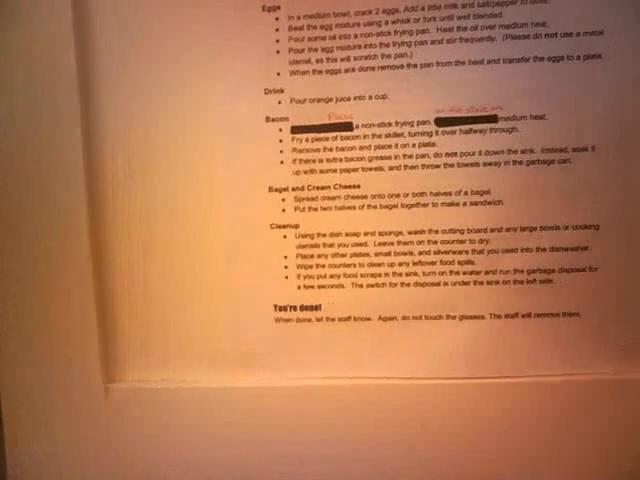 Eggs
In a medium bowl, crack 2 eggs. Add a little milk and salt/pepper to
Beat the egg mixture using a whisk or fork until well blended.
Pour some oil into a non-stick frying pan. Heat the oil over medium heat.
Pour the egg mixture into the frying pan and stir frequently. (Please do not use a metal
utensil, as this will scratch the pan.)
When the eggs are done remove the pan from the heat and transfer the eggs to a plate.
Drink
Pour orange juice into a cup.
Bacon
Place on the stove on
a non-stick frying pan. medium heat.
Fry a piece of bacon in the skillet, turning it over halfway through.
Remove the bacon and place it on a plate.
If there is extra bacon grease in the pan, do not pour it down the sink. Instead, soak it
up with some paper towels, and then throw the towels away in the garbage can.
Bagel and Cream Cheese
Spread cream cheese onto one or both halves of a bagel.
Put the two halves of the bagel together to make a sandwich.
Cleanup
Using the dish soap and sponge, wash the cutting board and any large bowls or cooking
utensils that you used. Leave them on the counter to dry.
Place any other plates, small bowls, and silverware that you used into the dishwasher.
Wipe the counters to clean up any leftover food spills.
If you put any food scraps in the sink, turn on the water and run the garbage disposal for
a few seconds. The switch for the disposal is under the sink on the left side.
You're done!
When done, let the staff know. Again, do not touch the glasses. The staff will remove them.